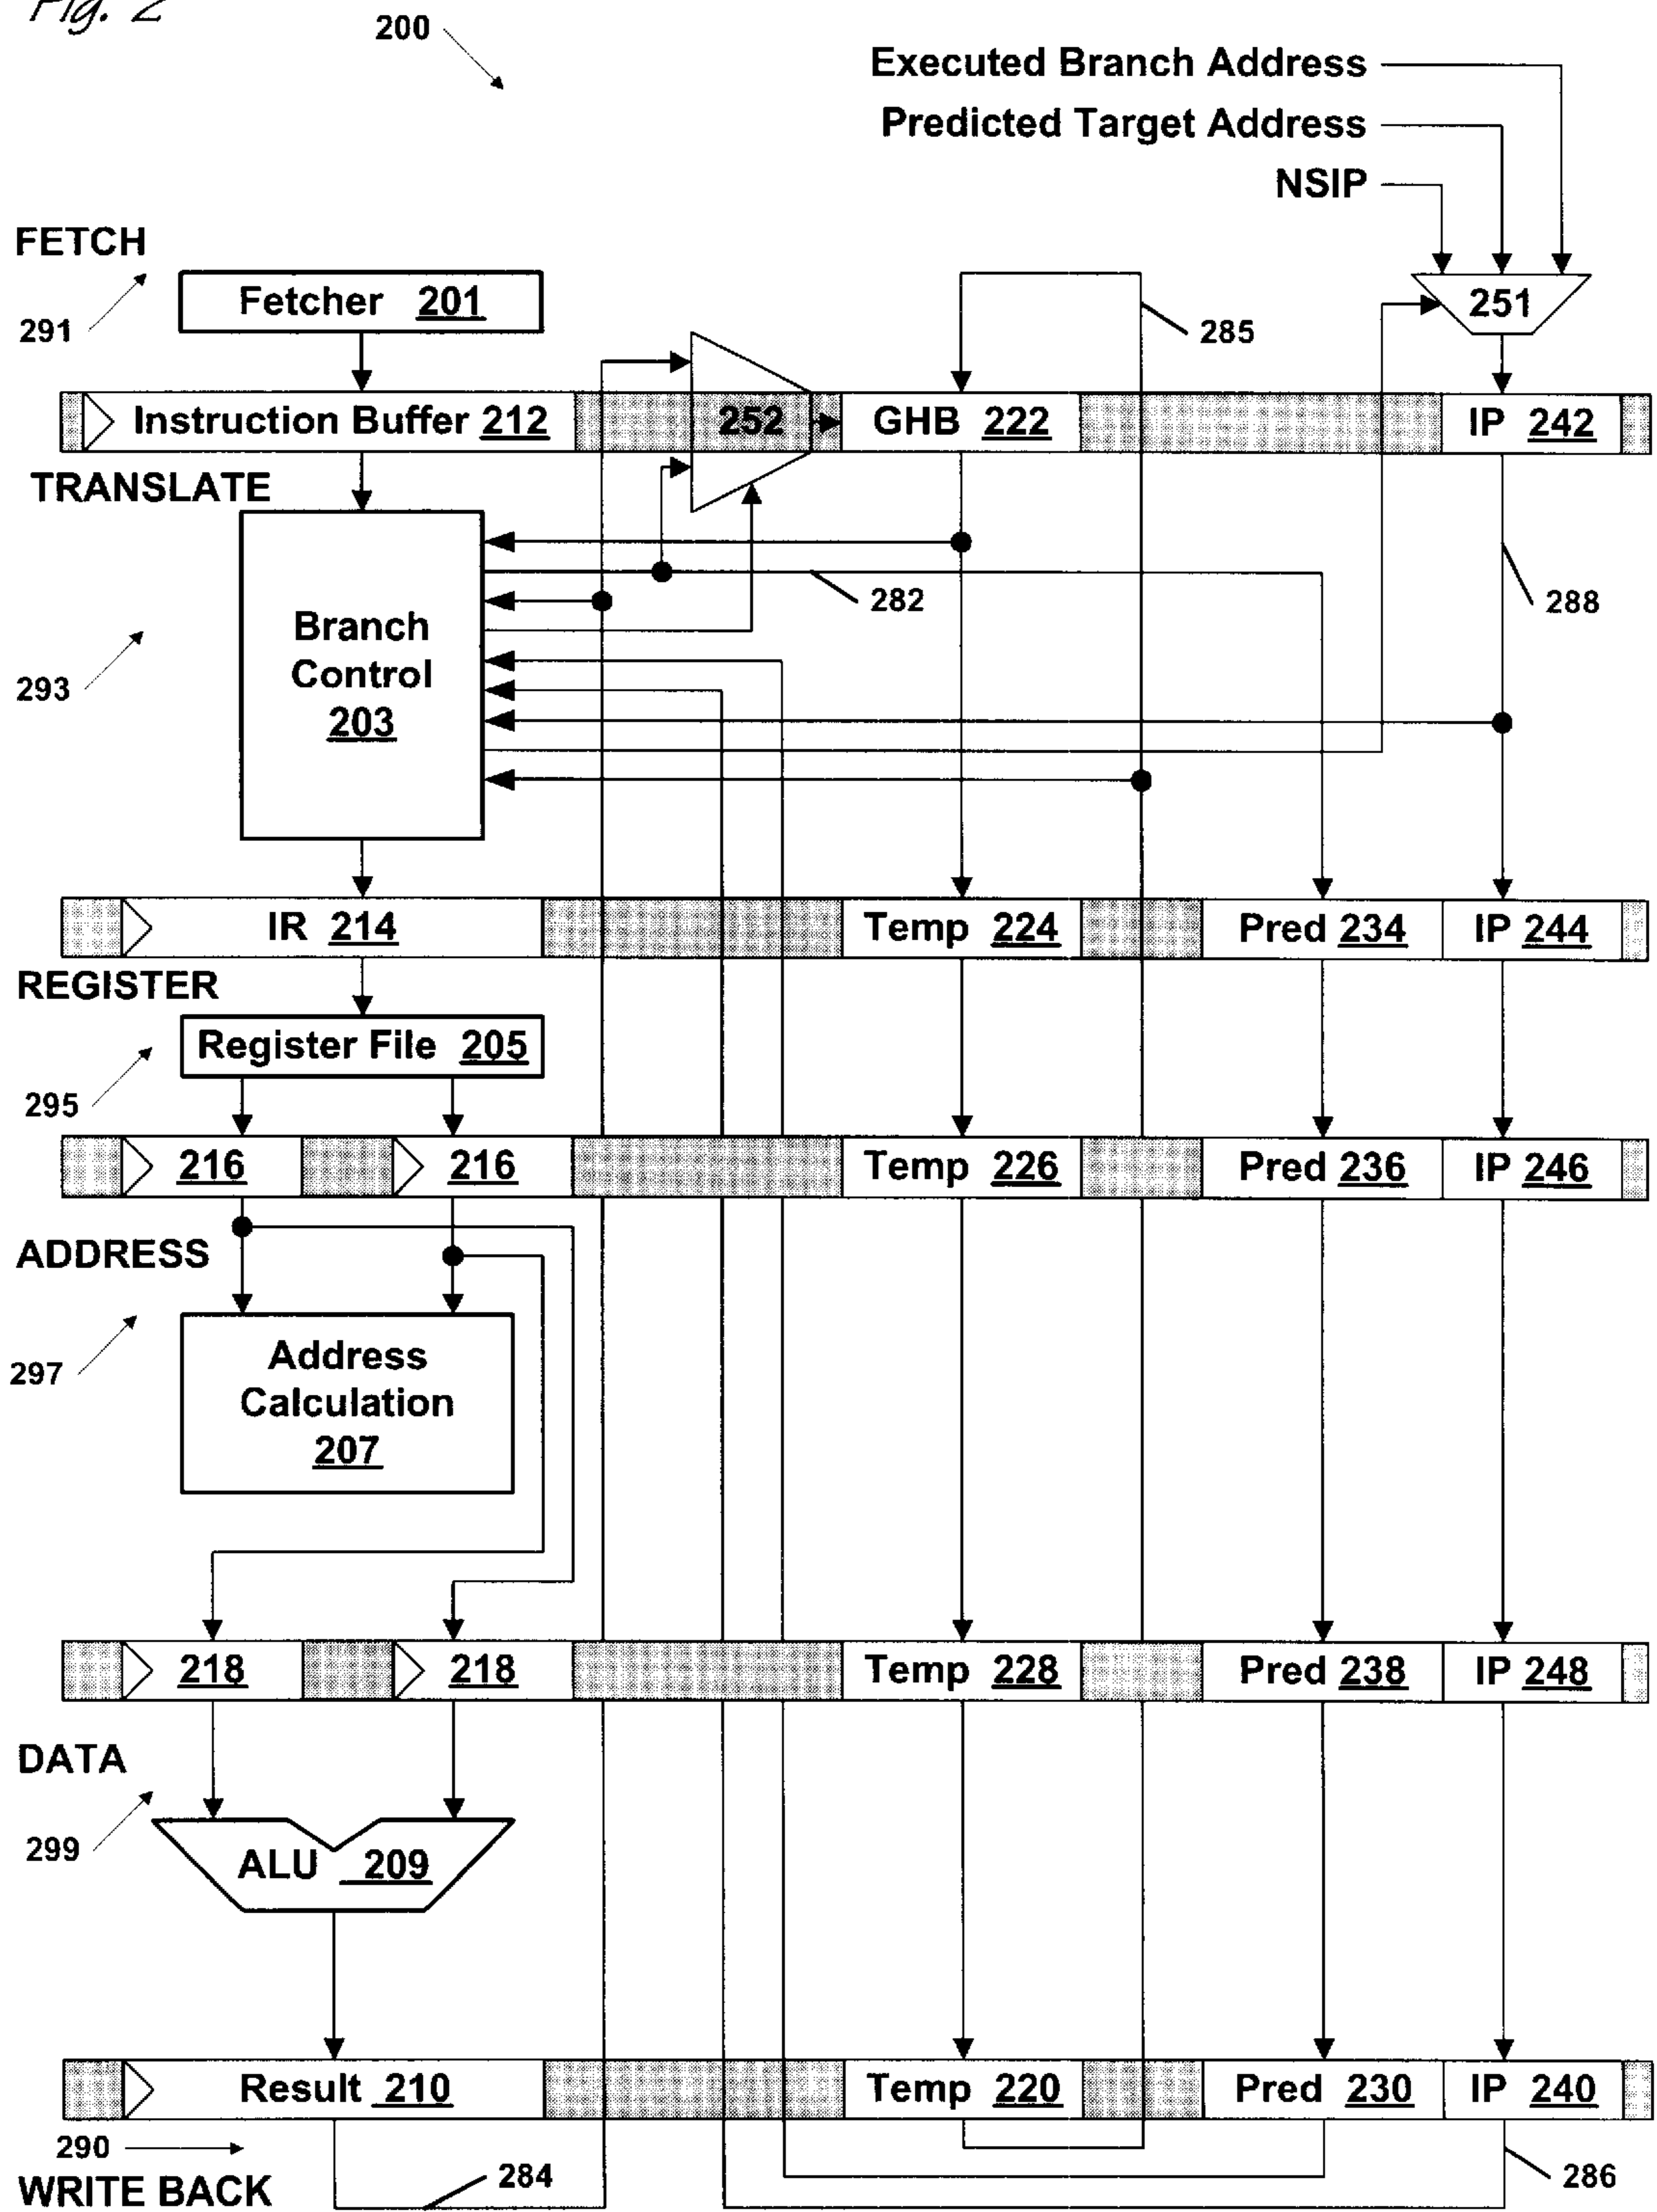 Fig. 2
200
Executed Branch Address
Predicted Target Address
NSIP
FETCH
291
Fetcher 201
251
285
Instruction Buffer 212
252
GHB 222
IP 242
TRANSLATE
282
288
293
Branch
Control
203
IR 214
Temp 224
Pred 234
IP 244
REGISTER
Register File 205
295
216
216
Temp 226
Pred 236
IP 246
ADDRESS
297
Address
Calculation
207
218
218
Temp 228
Pred 238
IP 248
DATA
299
ALU 209
Result 210
Temp 220
Pred 230
IP 240
290
WRITE BACK
284
286